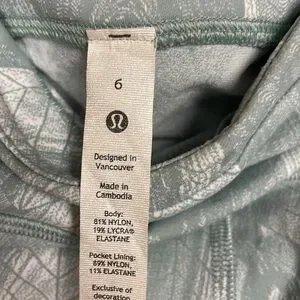 6
Designed in
Vancouver
Made in
Cambodia
Body:
81% NYLON,
19% LYCRA®
ELASTANE
Pocket Lining:
89% NYLON,
11% ELASTANE
Exclusive of
decoration